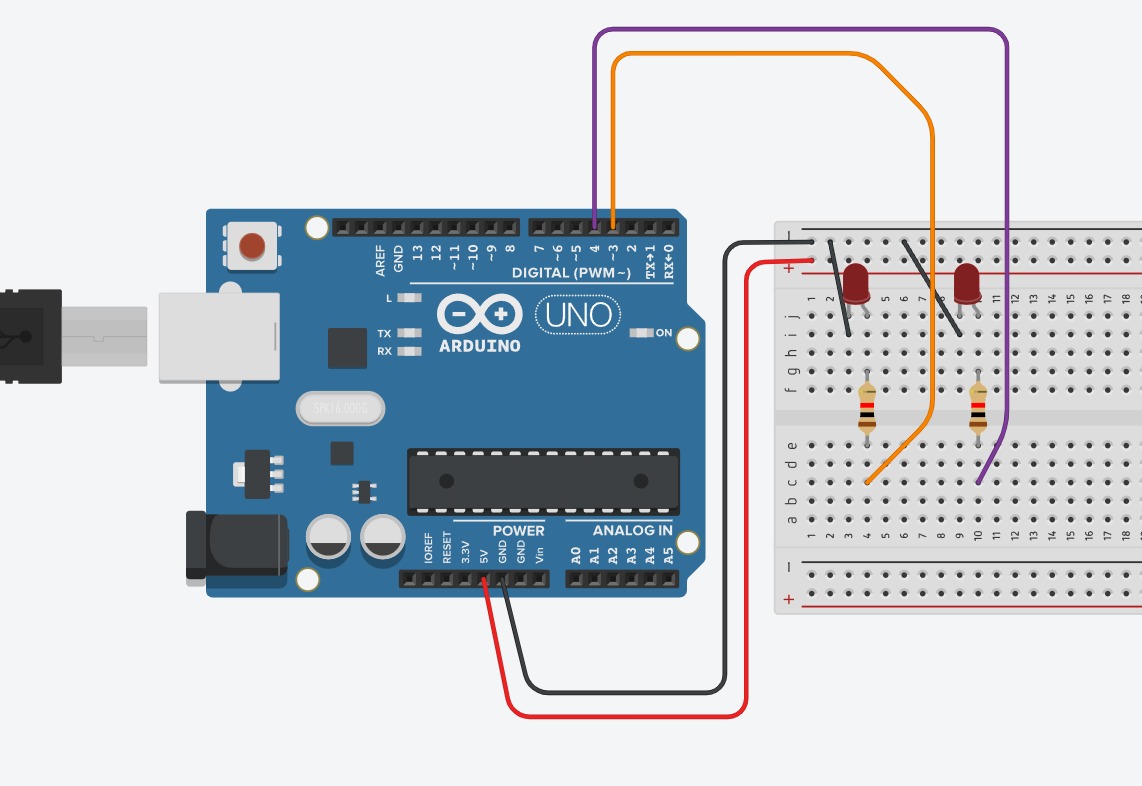 AREF
GND
13
12
~11
~10
~9
8
7
~6
~5
4
~3
2
TX→1
RX←0
DIGITAL (PWM~)
L
TX
RX
UNO
ARDUINO
ON
SPK16.000G
POWER
ANALOG IN
IOREF
RESET
3.3V
5V
GND
GND
Vin
A0
A1
A2
A3
A4
A5
− +
1 2 3 4 5 6 7 8 9 10 11 12 13 14 15 16 17 18
j
i
h
g
f
e
d
c
b
a
1 2 3 4 5 6 7 8 9 10 11 12 13 14 15 16 17 18
−
+